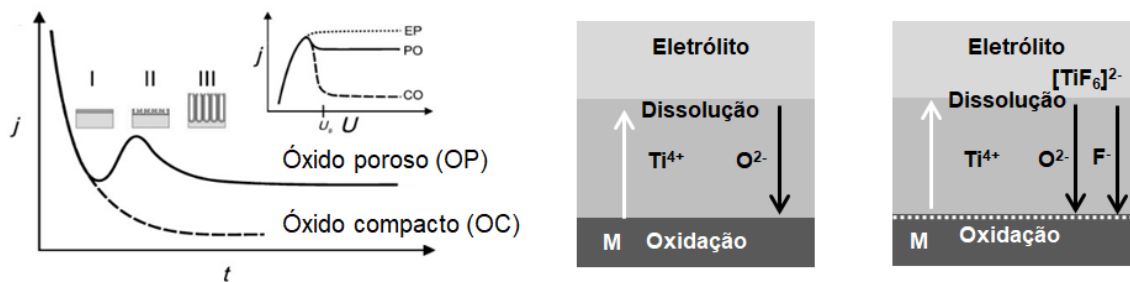 j
I II III
Óxido poroso (OP)
Óxido compacto (OC)
t
j
EP
PO
CO
U
Eletrólito
Dissolução
Ti⁴⁺ O²⁻
M Oxidação
Eletrólito
[TiF₆]²⁻
Dissolução
Ti⁴⁺ O²⁻ F⁻
M Oxidação